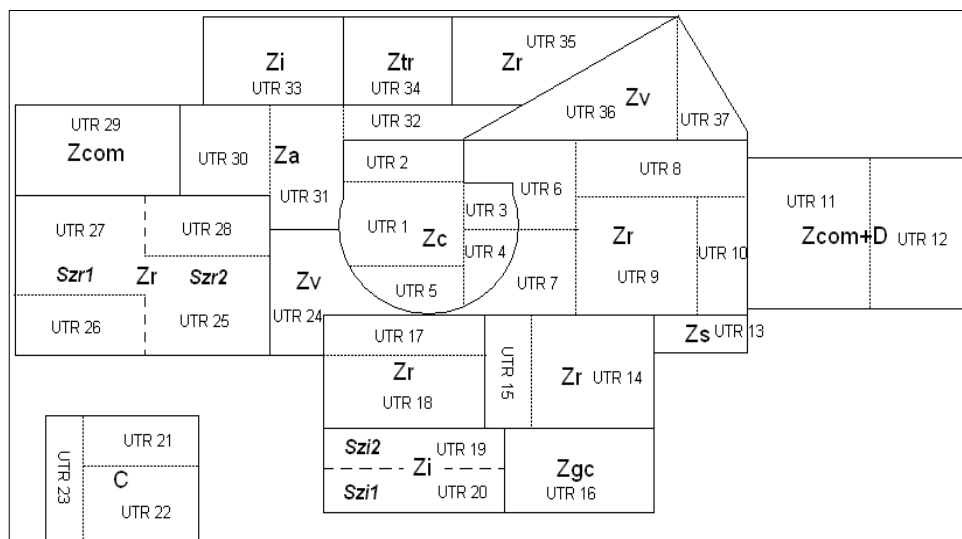 UTR 35
Zi
Ztr
Zr
UTR 33
UTR 34
Zv
UTR 36
UTR 37
UTR 29
UTR 32
Zcom
UTR 30
Za
UTR 2
UTR 8
UTR 6
UTR 31
UTR 11
UTR 3
UTR 1
UTR 27
UTR 28
Zc
Zr
Zcom+D
UTR 12
UTR 4
UTR 10
Szr1
Zr
Szr2
Zv
UTR 7
UTR 9
UTR 5
UTR 26
UTR 25
UTR 24
UTR 17
Zs
UTR 13
UTR 15
Zr
Zr
UTR 14
UTR 18
UTR 21
Szi2
UTR 19
UTR 23
Zi
Zgc
C
Szi1
UTR 20
UTR 16
UTR 22